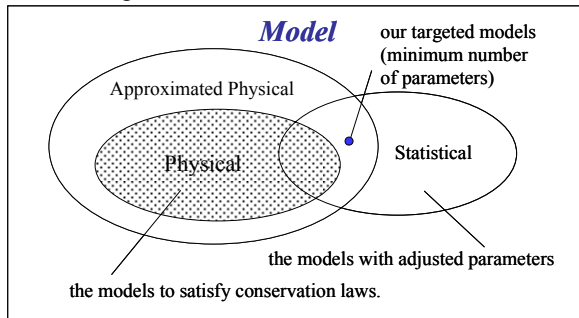 Model
our targeted models
(minimum number
of parameters)
Approximated Physical
Physical
Statistical
the models with adjusted parameters
the models to satisfy conservation laws.